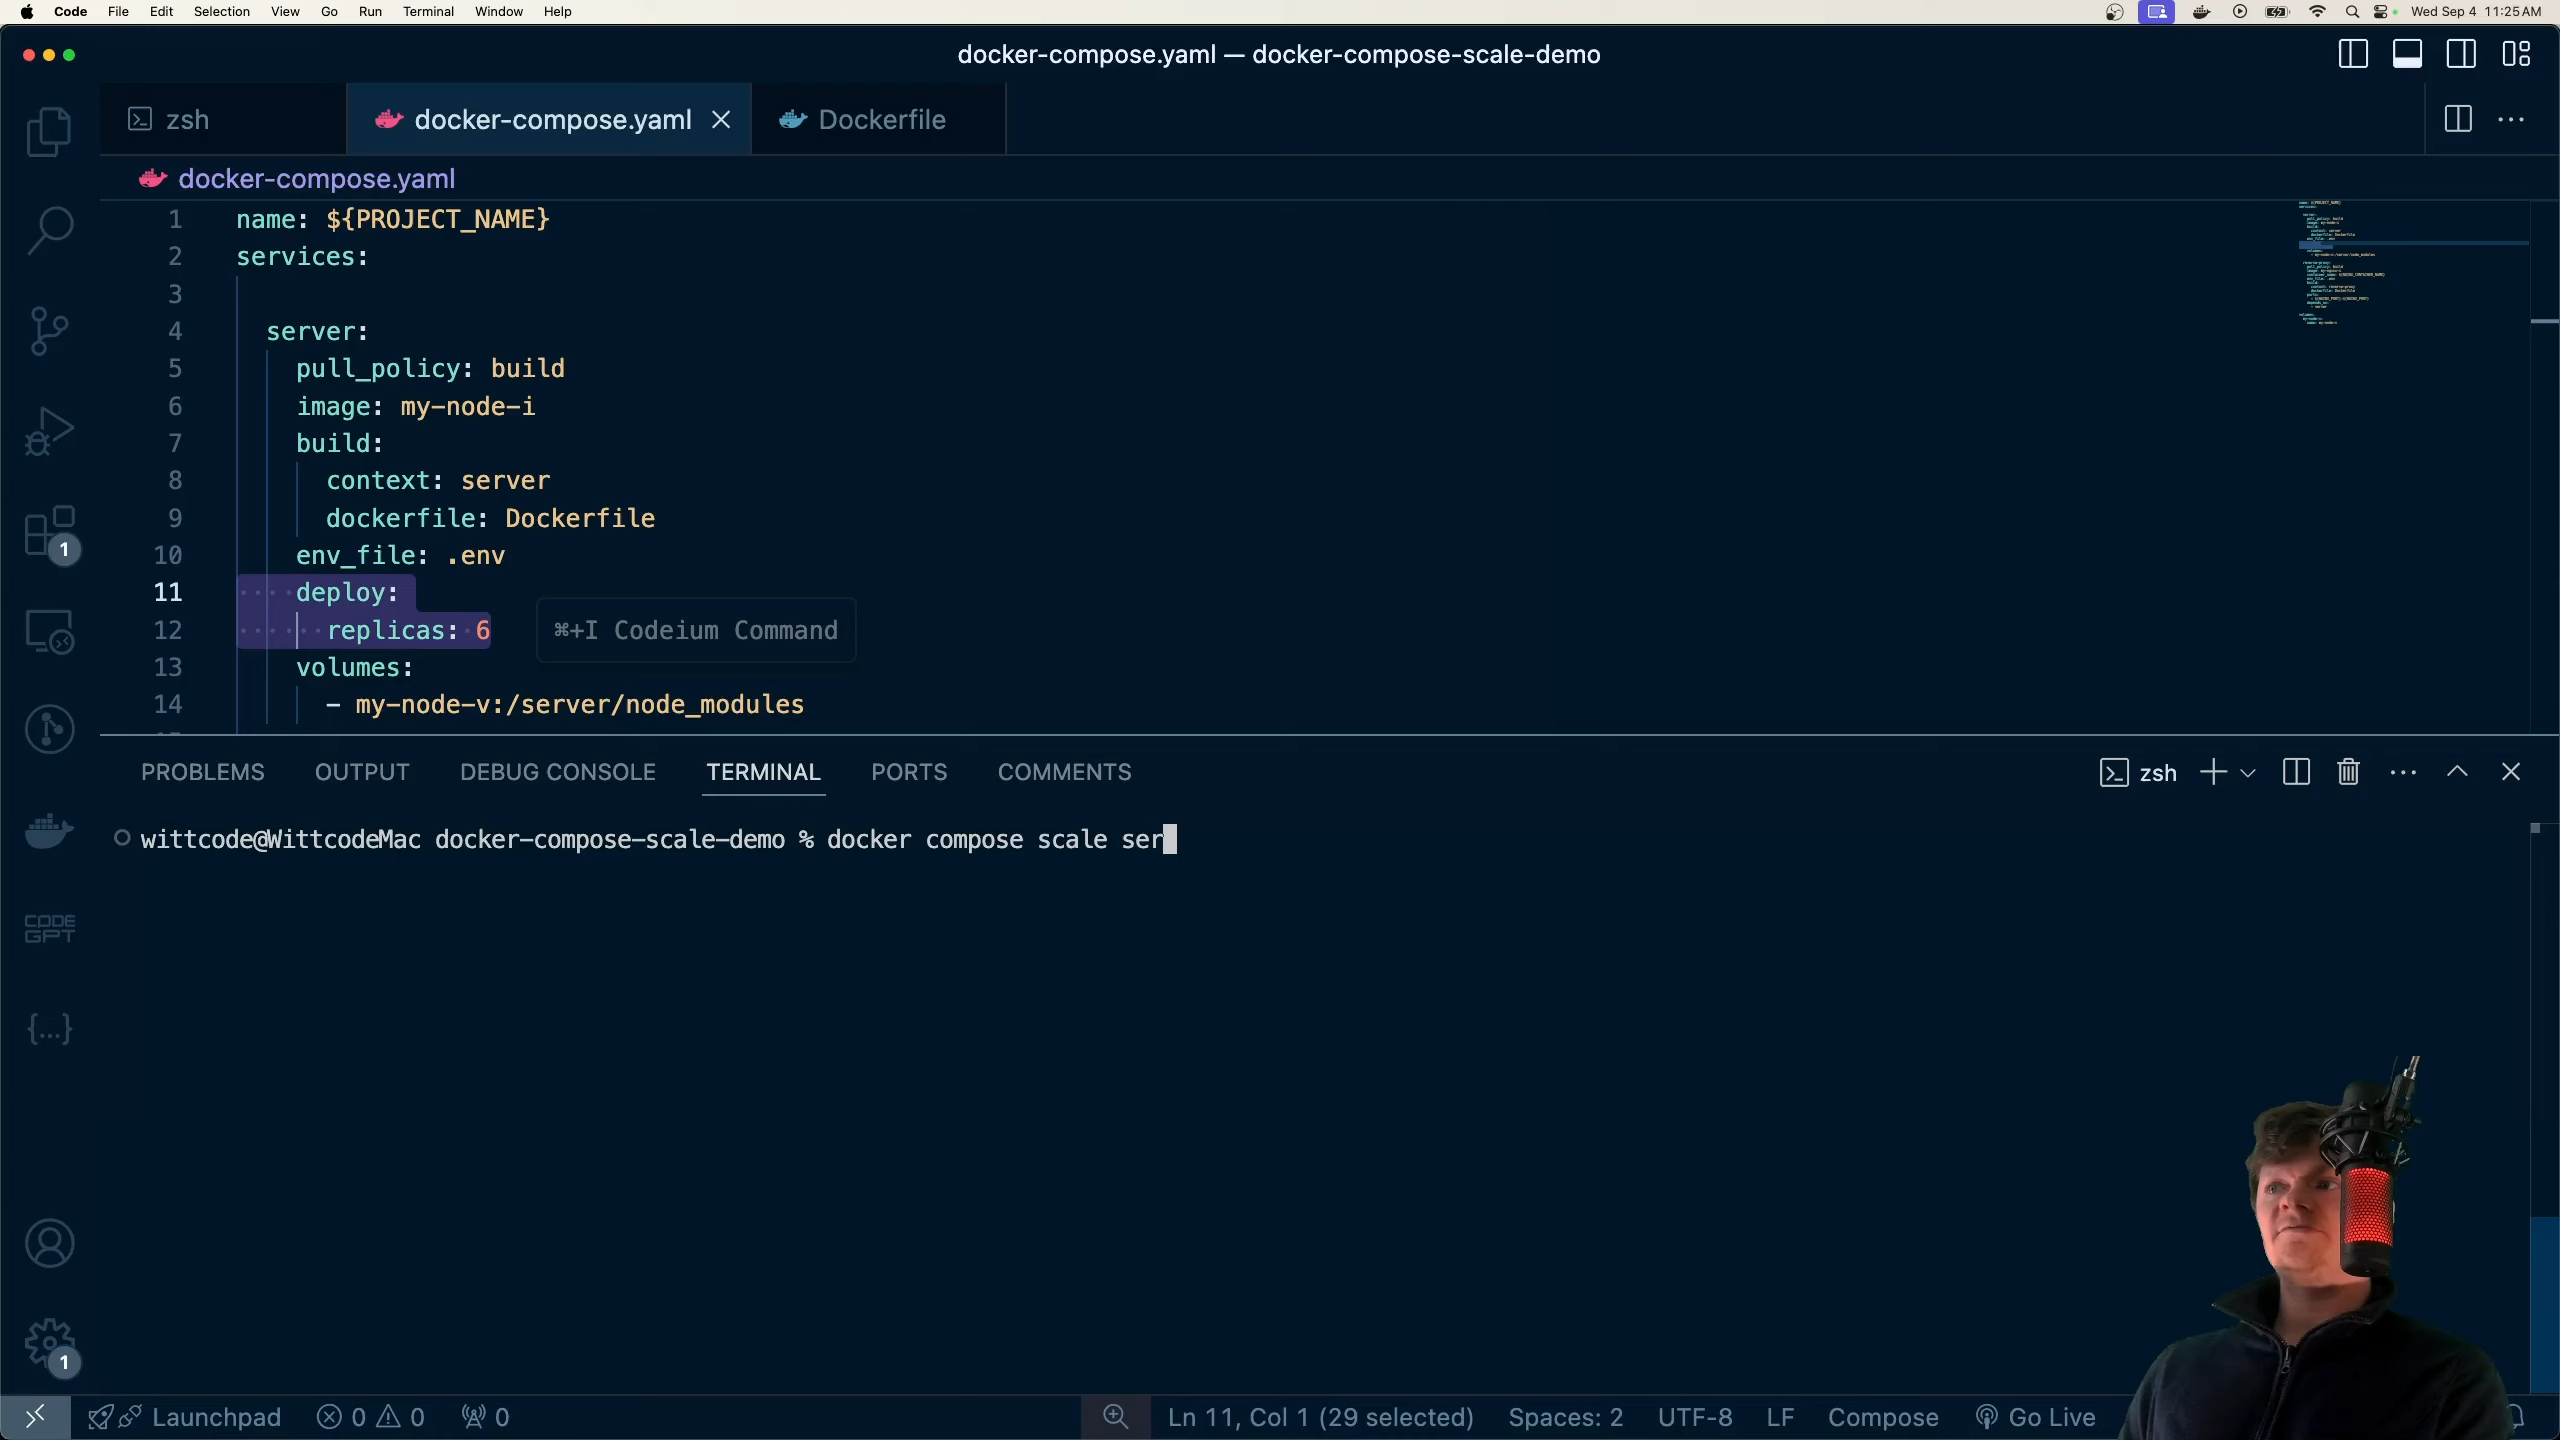 Code File Edit Selection View Go Run Terminal Window Help
Wed Sep 4 11:25 AM
docker-compose.yaml — docker-compose-scale-demo
zsh
docker-compose.yaml
Dockerfile
docker-compose.yaml
1 name: ${PROJECT_NAME}
2 services:
3
4 server:
5 pull_policy: build
6 image: my-node-i
7 build:
8 context: server
9 dockerfile: Dockerfile
10 env_file: .env
11 deploy:
12 replicas: 6
⌘+I Codeium Command
13 volumes:
14 - my-node-v:/server/node_modules
PROBLEMS OUTPUT DEBUG CONSOLE TERMINAL PORTS COMMENTS
zsh
wittcode@WittcodeMac docker-compose-scale-demo % docker compose scale ser
1
CODE
GPT
{...}
1
Launchpad 0 0 0
Ln 11, Col 1 (29 selected) Spaces: 2 UTF-8 LF Compose Go Live